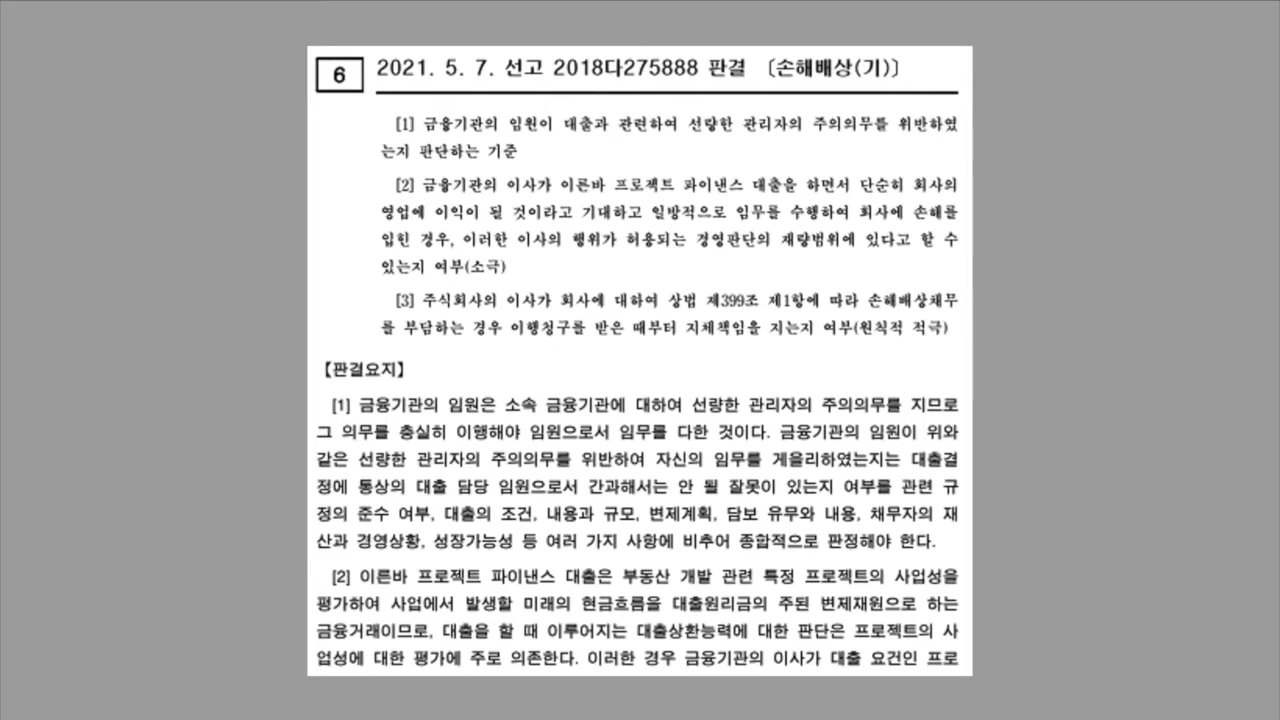 6
2021. 5. 7. 선고 2018다275888 판결 〔손해배상(기)〕
[1] 금융기관의 임원이 대출과 관련하여 선량한 관리자의 주의의무를 위반하였
는지 판단하는 기준
[2] 금융기관의 이사가 이른바 프로젝트 파이낸스 대출을 하면서 단순히 회사의
영업에 이익이 될 것이라고 기대하고 일방적으로 임무를 수행하여 회사에 손해를
입힌 경우, 이러한 이사의 행위가 허용되는 경영판단의 재량범위에 있다고 할 수
있는지 여부(소극)
[3] 주식회사의 이사가 회사에 대하여 상법 제399조 제1항에 따라 손해배상채무
를 부담하는 경우 이행청구를 받은 때부터 지체책임을 지는지 여부(원칙적 적극)
【판결요지】
[1] 금융기관의 임원은 소속 금융기관에 대하여 선량한 관리자의 주의의무를 지므로
그 의무를 충실히 이행해야 임원으로서 임무를 다한 것이다. 금융기관의 임원이 위와
같은 선량한 관리자의 주의의무를 위반하여 자신의 임무를 게을리하였는지는 대출결
정에 통상의 대출 담당 임원으로서 간과해서는 안 될 잘못이 있는지 여부를 관련 규
정의 준수 여부, 대출의 조건, 내용과 규모, 변제계획, 담보 유무와 내용, 채무자의 재
산과 경영상황, 성장가능성 등 여러 가지 사항에 비추어 종합적으로 판정해야 한다.
[2] 이른바 프로젝트 파이낸스 대출은 부동산 개발 관련 특정 프로젝트의 사업성을
평가하여 사업에서 발생할 미래의 현금흐름을 대출원리금의 주된 변제재원으로 하는
금융거래이므로, 대출을 할 때 이루어지는 대출상환능력에 대한 판단은 프로젝트의 사
업성에 대한 평가에 주로 의존한다. 이러한 경우 금융기관의 이사가 대출 요건인 프로